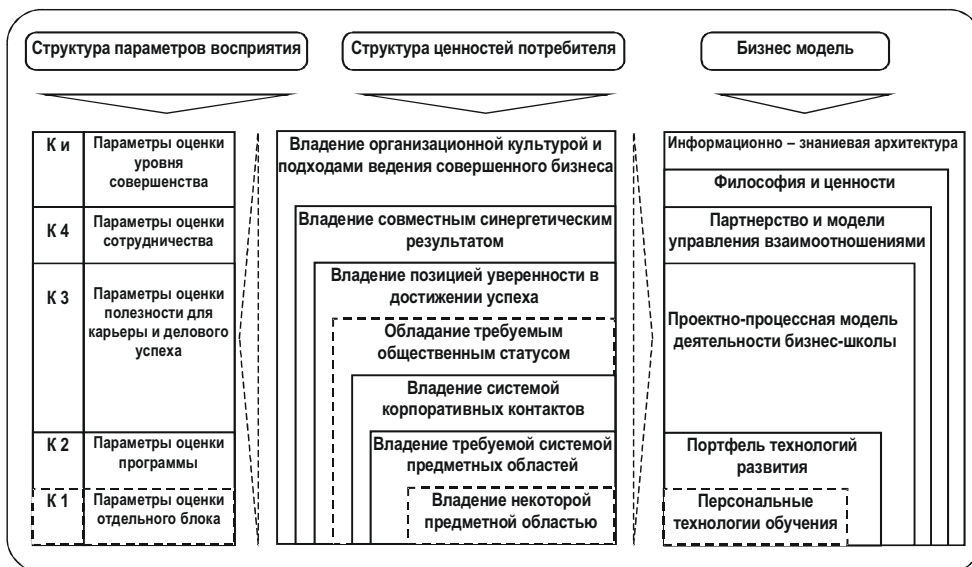 Структура параметров восприятия
Структура ценностей потребителя
Бизнес модель
К и
Параметры оценки
уровня
совершенства
К 4
Параметры оценки
сотрудничества
К 3
Параметры оценки
полезности для
карьеры и делового
успеха
К 2
Параметры оценки
программы
К 1
Параметры оценки
отдельного блока
Владение организационной культурой и
подходами ведения совершенного бизнеса
Владение совместным синергетическим
результатом
Владение позицией уверенности в
достижении успеха
Обладание требуемым
общественным статусом
Владение системой
корпоративных контактов
Владение требуемой системой
предметных областей
Владение некоторой
предметной областью
Информационно – знаниевая архитектура
Философия и ценности
Партнерство и модели
управления взаимоотношениями
Проектно-процессная модель
деятельности бизнес-школы
Портфель технологий
развития
Персональные
технологии обучения